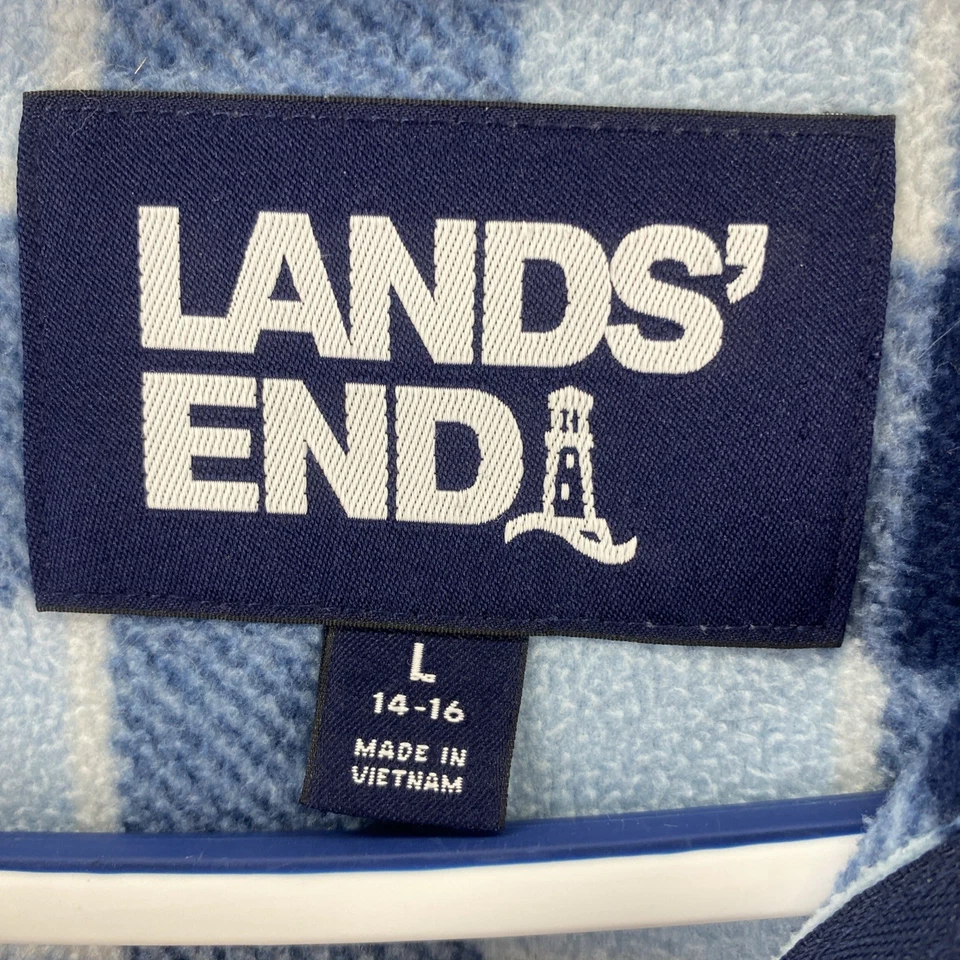 LANDS'
END
L
14-16
MADE IN
VIETNAM